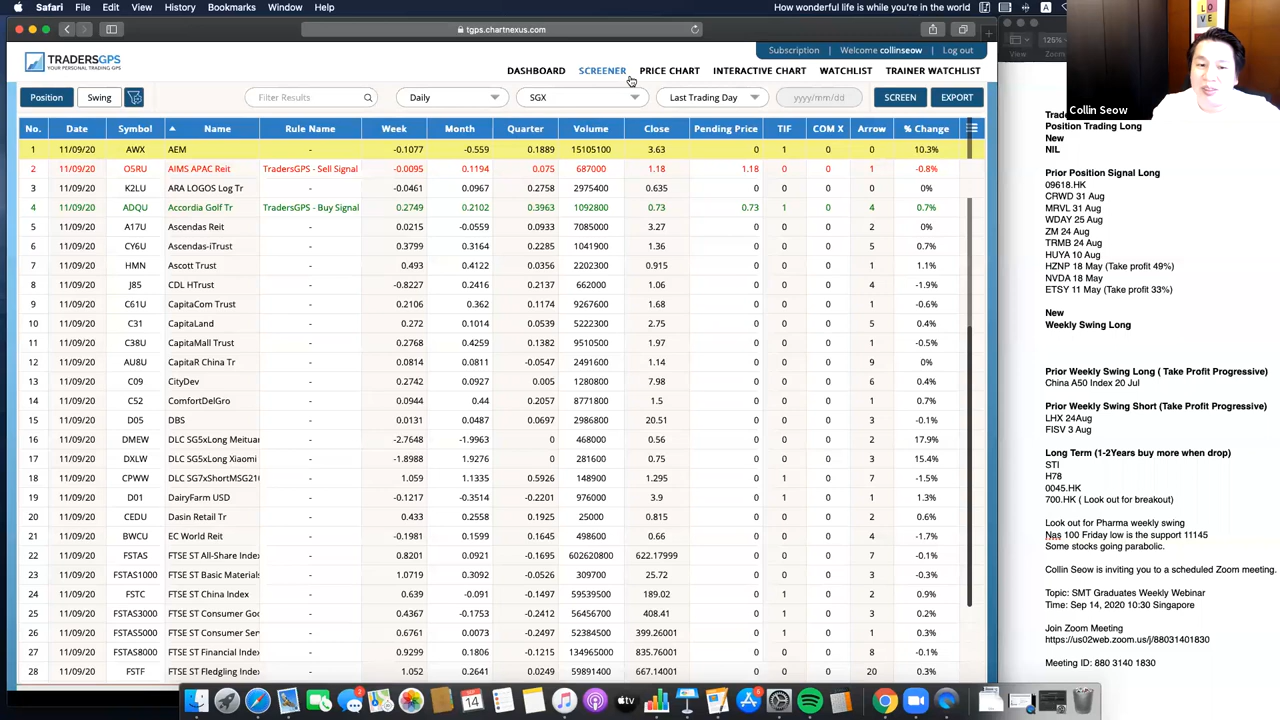 Safari File Edit View History Bookmarks Window Help
How wonderful life is while you're in the world
A
tgps.chartnexus.com
125%
View
LOVE
TRADERSGPS
YOUR PERSONAL TRADING GPS
Subscription Welcome collinseow Log out
DASHBOARD SCREENER PRICE CHART INTERACTIVE CHART WATCHLIST TRAINER WATCHLIST
Position Swing Filter Results Daily SGX Last Trading Day yyyy/mm/dd SCREEN EXPORT
No. Date Symbol Name Rule Name Week Month Quarter Volume Close Pending Price TIF COM X Arrow % Change
1 11/09/20 AWX AEM - -0.1077 -0.559 0.1889 15105100 3.63 0 1 0 0 10.3%
2 11/09/20 O5RU AIMS APAC Reit TradersGPS - Sell Signal -0.0095 0.1194 0.075 687000 1.18 1.18 0 0 1 -0.8%
3 11/09/20 K2LU ARA LOGOS Log Tr - -0.0461 0.0967 0.2758 2975400 0.635 0 0 0 0 0%
4 11/09/20 ADQU Accordia Golf Tr TradersGPS - Buy Signal 0.2749 0.2102 0.3963 1092800 0.73 0.73 1 0 4 0.7%
5 11/09/20 A17U Ascendas Reit - 0.0215 -0.0559 0.0933 7085000 3.27 0 0 0 2 0%
6 11/09/20 CY6U Ascendas-iTrust - 0.3799 0.3164 0.2285 1041900 1.36 0 0 0 5 0.7%
7 11/09/20 HMN Ascott Trust - 0.493 0.4122 0.0356 2202300 0.915 0 0 0 1 1.1%
8 11/09/20 J85 CDL HTrust - -0.8227 0.2416 0.2137 662000 1.06 0 0 0 4 -1.9%
9 11/09/20 C61U CapitaCom Trust - 0.2106 0.362 0.1174 9267600 1.68 0 0 0 1 -0.6%
10 11/09/20 C31 CapitaLand - 0.272 0.1014 0.0539 5222300 2.75 0 0 0 5 0.4%
11 11/09/20 C38U CapitaMall Trust - 0.2768 0.4259 0.1382 9510500 1.97 0 0 0 1 -0.5%
12 11/09/20 AU8U CapitaR China Tr - 0.0814 0.0811 -0.0547 2491600 1.14 0 0 0 9 0%
13 11/09/20 C09 CityDev - 0.2742 0.0927 0.005 1280800 7.98 0 0 0 6 0.4%
14 11/09/20 C52 ComfortDelGro - 0.0944 0.44 0.2057 8771800 1.5 0 0 0 1 0.7%
15 11/09/20 D05 DBS - 0.0131 0.0487 0.0697 2986800 20.51 0 0 0 3 -0.1%
16 11/09/20 DMEW DLC SG5xLong Meituan - -2.7648 -1.9963 0 468000 0.56 0 0 0 2 17.9%
17 11/09/20 DXLW DLC SG5xLong Xiaomi - -1.8988 1.9276 0 281600 0.75 0 0 0 4 15.4%
18 11/09/20 CPWW DLC SG7xShortMSG21 - 1.059 1.1335 0.5926 148900 1.295 0 1 0 7 -1.5%
19 11/09/20 D01 DairyFarm USD - -0.1217 -0.3514 -0.2201 976000 3.9 0 1 0 1 1.3%
20 11/09/20 CEDU Dasin Retail Tr - 0.433 0.2558 0.1925 25000 0.815 0 0 0 2 0.6%
21 11/09/20 BWCU EC World Reit - -0.1981 0.1599 0.1645 498600 0.66 0 0 0 4 -1.7%
22 11/09/20 FSTAS FTSE ST All-Share Index - 0.8201 0.0921 -0.1695 602620800 622.17999 0 0 0 7 -0.1%
23 11/09/20 FSTAS1000 FTSE ST Basic Materials - 1.0719 0.3092 -0.0526 309700 25.72 0 0 0 3 -0.3%
24 11/09/20 FSTC FTSE ST China Index - 0.639 -0.091 -0.1474 59539500 189.02 0 1 0 2 0.9%
25 11/09/20 FSTAS3000 FTSE ST Consumer Goo - 0.4367 -0.1753 -0.2412 56456700 408.41 0 1 0 3 0.2%
26 11/09/20 FSTAS5000 FTSE ST Consumer Ser - 0.6761 0.0073 -0.2497 52384500 399.26001 0 1 0 1 0.3%
27 11/09/20 FSTAS8000 FTSE ST Financial Index - 0.9299 0.1806 -0.1215 134965000 835.76001 0 0 0 8 -0.1%
28 11/09/20 FSTF FTSE ST Fledgling Index - 1.052 0.2641 0.0249 59891400 667.14001 0 0 0 20 0.3%
Collin Seow
Position Trading Long
New
NIL
Prior Position Signal Long
09618.HK
CRWD 31 Aug
MRVL 31 Aug
WDAY 25 Aug
ZM 24 Aug
TRMB 24 Aug
HUYA 10 Aug
HZNP 18 May (Take profit 49%)
NVDA 18 May
ETSY 11 May (Take profit 33%)
New
Weekly Swing Long
Prior Weekly Swing Long ( Take Profit Progressive)
China A50 Index 20 Jul
Prior Weekly Swing Short (Take Profit Progressive)
LHX 24Aug
FISV 3 Aug
Long Term (1-2Years buy more when drop)
STI
H78
0045.HK
700.HK ( Look out for breakout)
Look out for Pharma weekly swing
Nas 100 Friday low is the support 11145
Some stocks going parabolic.
Collin Seow is inviting you to a scheduled Zoom meeting.
Topic: SMT Graduates Weekly Webinar
Time: Sep 14, 2020 10:30 Singapore
Join Zoom Meeting
https://us02web.zoom.us/j/88031401830
Meeting ID: 880 3140 1830